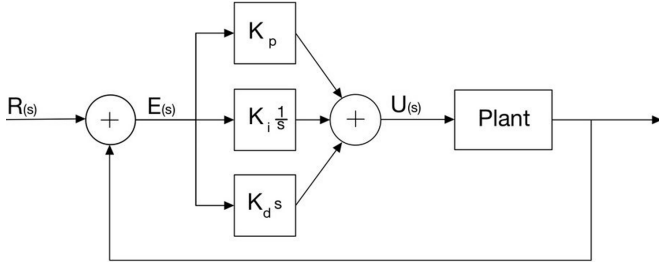 K p
R(s)
+
E(s)
K i 1/s
+
U(s)
Plant
K d s